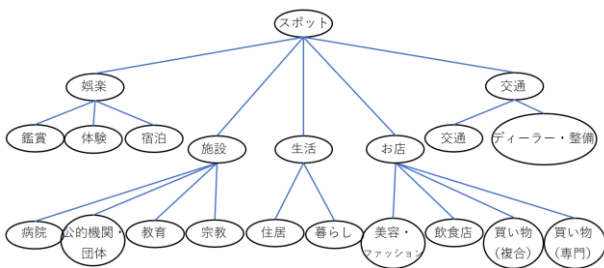 スポット
娯楽
交通
鑑賞
体験
宿泊
施設
生活
お店
交通
ディーラー・整備
病院
公的機関・
団体
教育
宗教
住居
暮らし
美容・
ファッション
飲食店
買い物
(複合)
買い物
(専門)